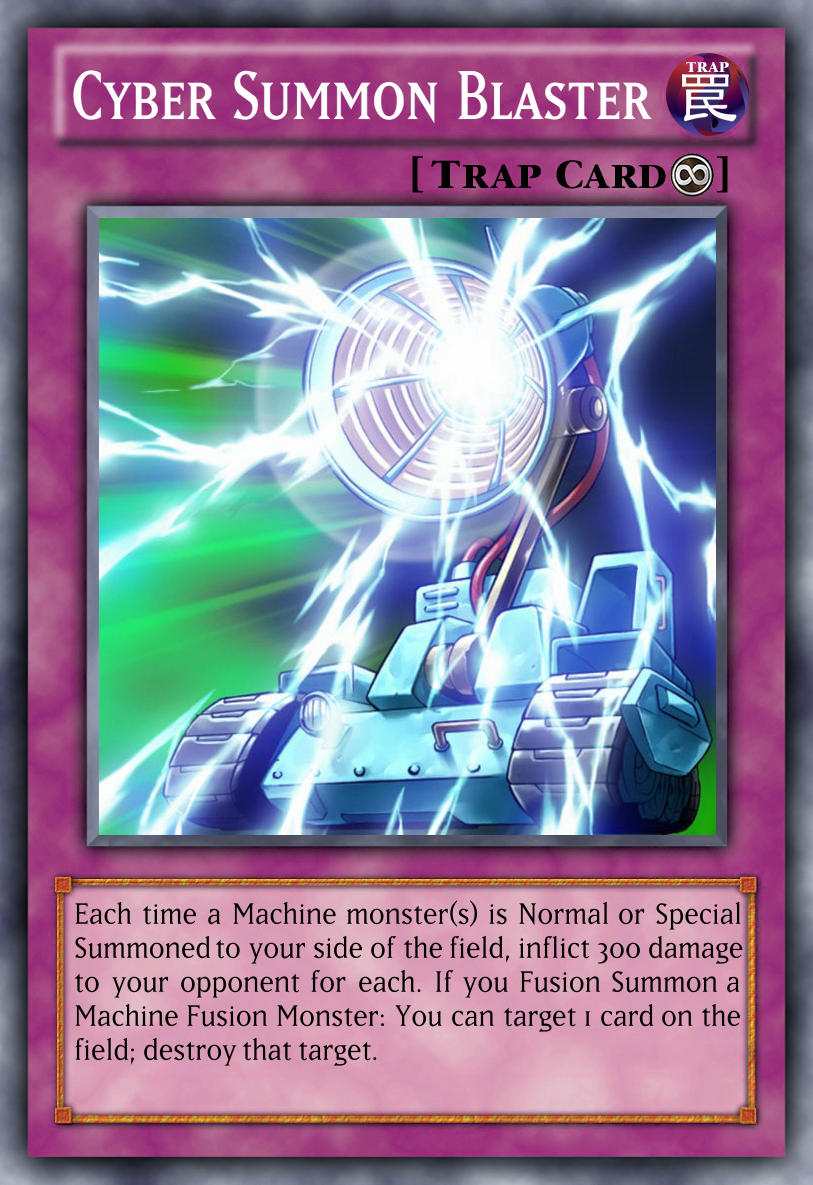 Cyber Summon Blaster
TRAP
罠
[Trap Card∞]
Each time a Machine monster(s) is Normal or Special
Summoned to your side of the field, inflict 300 damage
to your opponent for each. If you Fusion Summon a
Machine Fusion Monster: You can target 1 card on the
field; destroy that target.